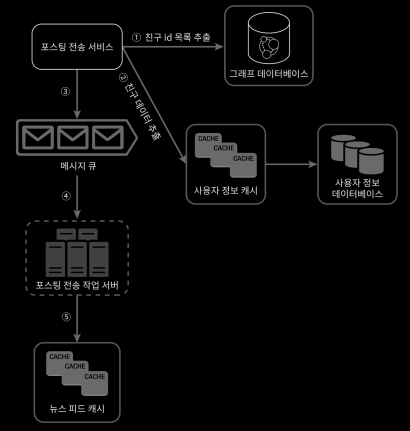 포스팅 전송 서비스
① 친구 id 목록 추출
그래프 데이터베이스
② 친구 데이터 추출
③
CACHE
CACHE
CACHE
사용자 정보 캐시
사용자 정보
데이터베이스
메시지 큐
④
포스팅 전송 작업 서버
⑤
CACHE
CACHE
CACHE
뉴스 피드 캐시